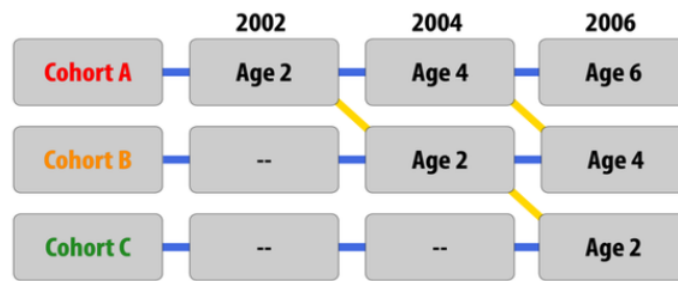 2002 2004 2006
Cohort A Age 2 Age 4 Age 6
Cohort B -- Age 2 Age 4
Cohort C -- -- Age 2